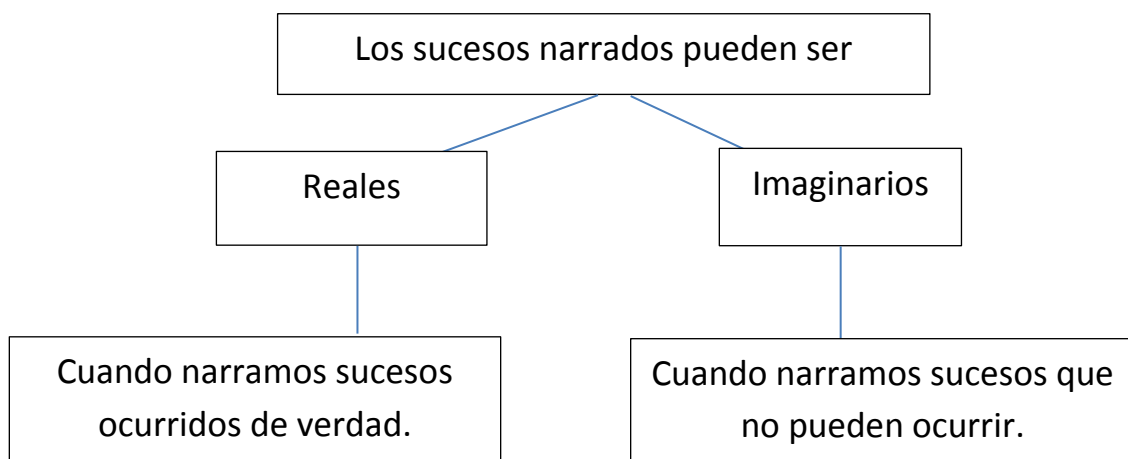 Los sucesos narrados pueden ser
Reales
Imaginarios
Cuando narramos sucesos
ocurridos de verdad.
Cuando narramos sucesos que
no pueden ocurrir.